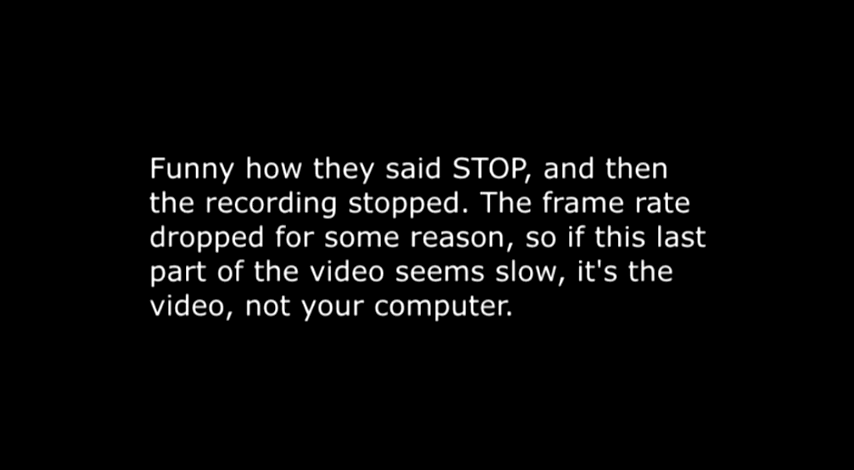 Funny how they said STOP, and then
the recording stopped. The frame rate
dropped for some reason, so if this last
part of the video seems slow, it's the
video, not your computer.